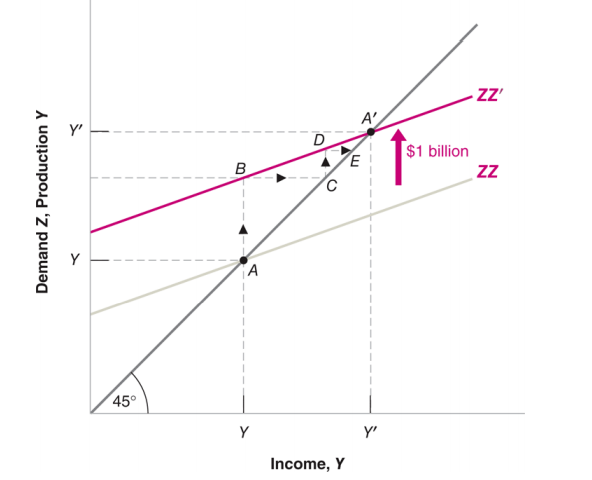 ZZ′
A′
Y′
D
$1 billion
E
B
ZZ
C
Demand Z, Production Y
Y
A
45°
Y
Y′
Income, Y